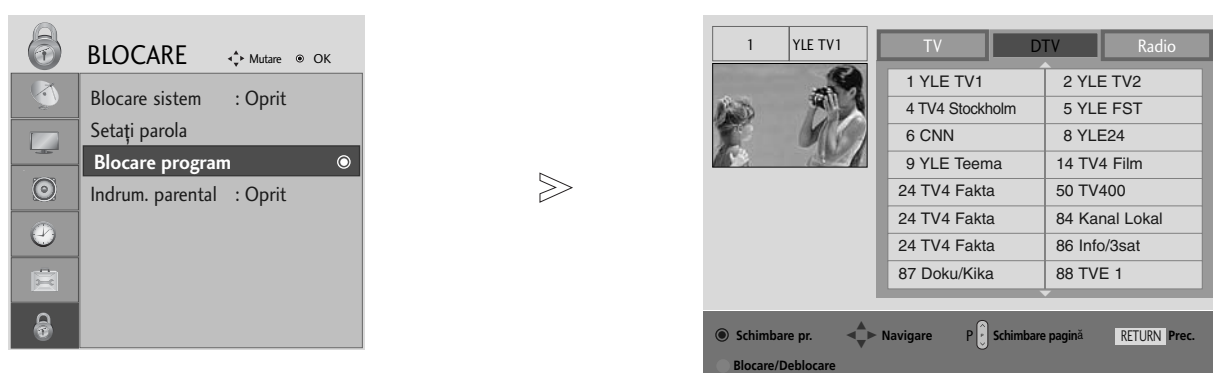 BLOCARE Mutare OK
Blocare sistem : Oprit
Setați parola
Blocare program
Indrum. parental : Oprit
1 YLE TV1
TV DTV Radio
1 YLE TV1 2 YLE TV2
4 TV4 Stockholm 5 YLE FST
6 CNN 8 YLE24
9 YLE Teema 14 TV4 Film
24 TV4 Fakta 50 TV400
24 TV4 Fakta 84 Kanal Lokal
24 TV4 Fakta 86 Info/3sat
87 Doku/Kika 88 TVE 1
Schimbare pr. Navigare P Schimbare pagină RETURN Prec.
Blocare/Deblocare